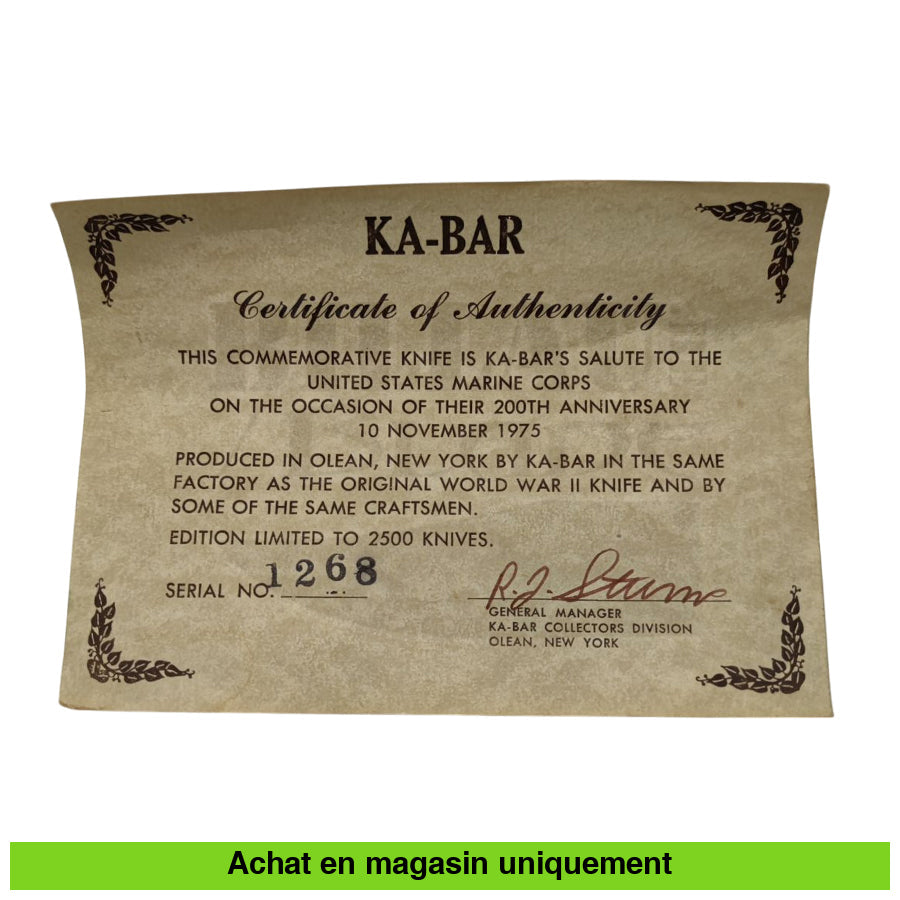 KA-BAR
Certificate of Authenticity
THIS COMMEMORATIVE KNIFE IS KA-BAR'S SALUTE TO THE
UNITED STATES MARINE CORPS
ON THE OCCASION OF THEIR 200TH ANNIVERSARY
10 NOVEMBER 1975
PRODUCED IN OLEAN, NEW YORK BY KA-BAR IN THE SAME
FACTORY AS THE ORIGINAL WORLD WAR II KNIFE AND BY
SOME OF THE SAME CRAFTSMEN.
EDITION LIMITED TO 2500 KNIVES.
SERIAL NO. 1268
R.J.
GENERAL MANAGER
KA-BAR COLLECTORS DIVISION
OLEAN, NEW YORK
Achat en magasin uniquement